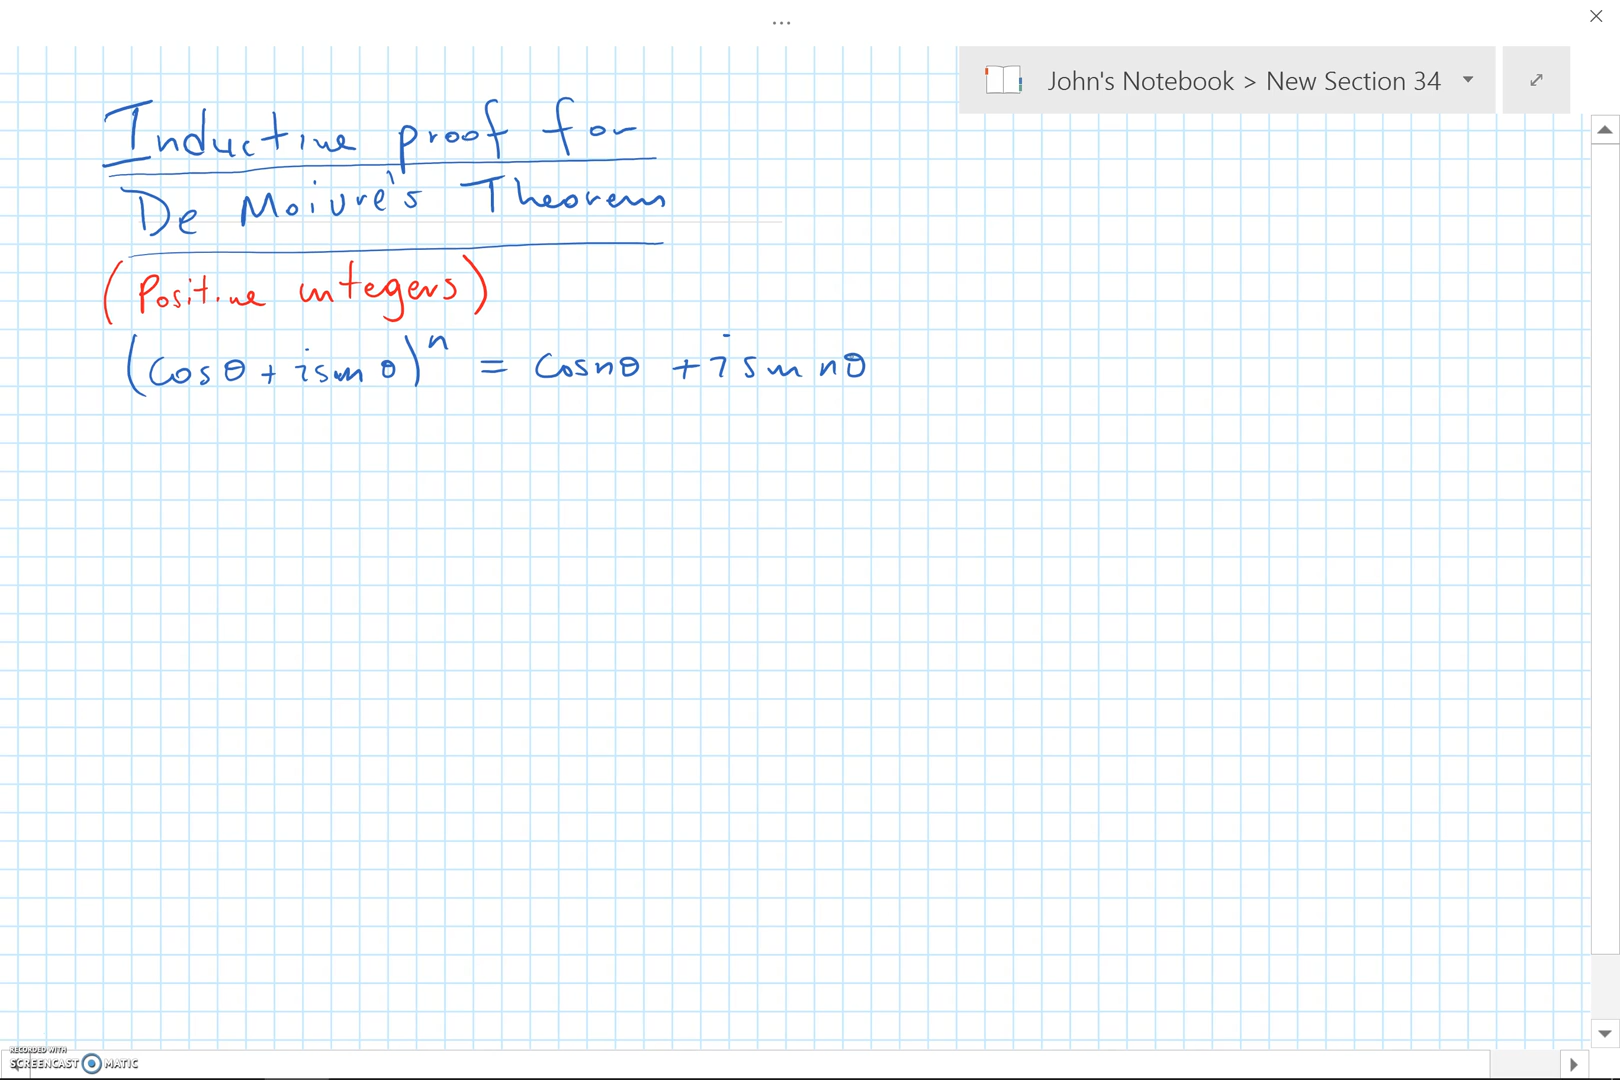 ...
John's Notebook > New Section 34
Inductive proof for
De Moivre's Theorem
(Positive integers)
(cosθ + i sin θ)ⁿ = cos nθ + i sin nθ
RECORDED WITH
SCREENCAST MATIC